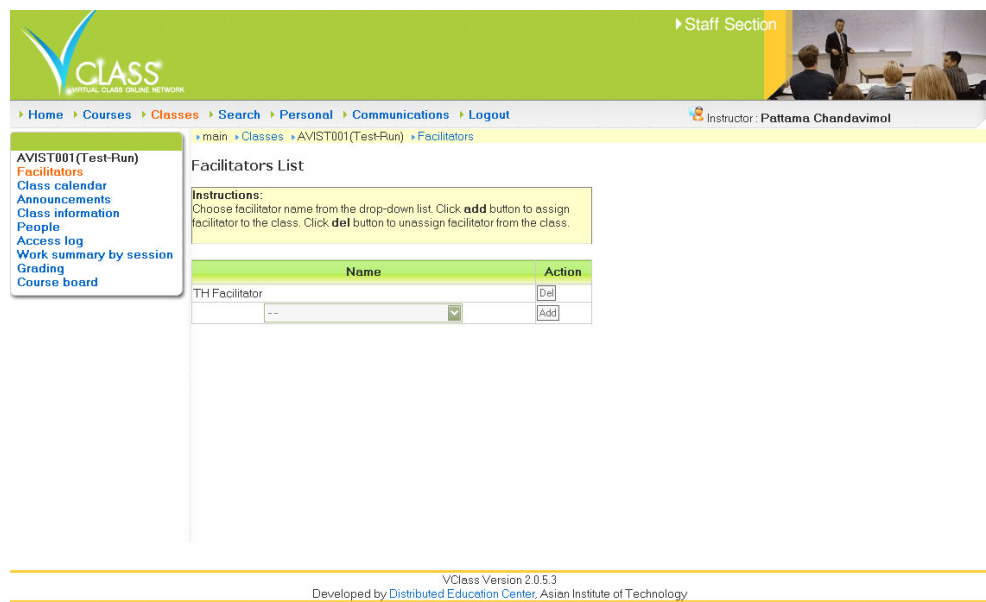 Staff Section
VCLASS
VIRTUAL CLASS ONLINE NETWORK
Home Courses Classes Search Personal Communications Logout
Instructor : Pattama Chandavimol
main Classes AVIST001(Test-Run) Facilitators
AVIST001(Test-Run)
Facilitators
Class calendar
Announcements
Class information
People
Access log
Work summary by session
Grading
Course board
Facilitators List
Instructions:
Choose facilitator name from the drop-down list. Click add button to assign
facilitator to the class. Click del button to unassign facilitator from the class.
Name Action
TH Facilitator Del
-- Add
VClass Version 2.0.5.3
Developed by Distributed Education Center, Asian Institute of Technology